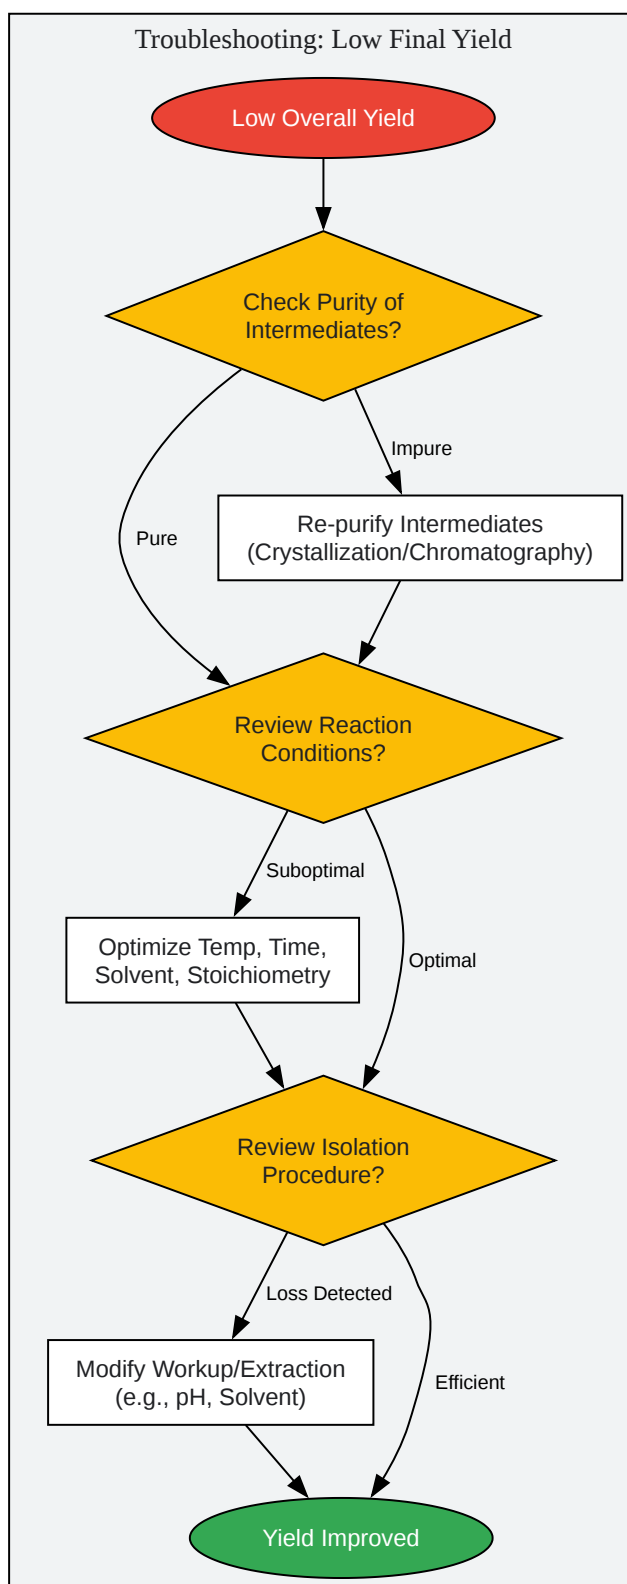 Troubleshooting: Low Final Yield
Low Overall Yield
Check Purity of
Intermediates?
Impure
Pure
Re-purify Intermediates
(Crystallization/Chromatography)
Review Reaction
Conditions?
Suboptimal
Optimize Temp, Time,
Solvent, Stoichiometry
Optimal
Review Isolation
Procedure?
Loss Detected
Modify Workup/Extraction
(e.g., pH, Solvent)
Efficient
Yield Improved